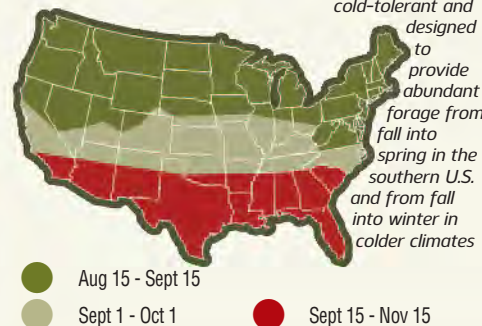 cold-tolerant and
designed
to
provide
abundant
forage from
fall into
spring in the
southern U.S.
and from fall
into winter in
colder climates
Aug 15 - Sept 15
Sept 1 - Oct 1
Sept 15 - Nov 15